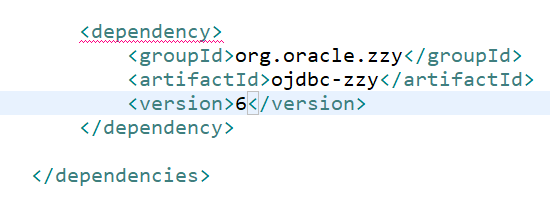 <dependency>
<groupId>org.oracle.zzy</groupId>
<artifactId>ojdbc-zzy</artifactId>
<version>6</version>
</dependency>
</dependencies>